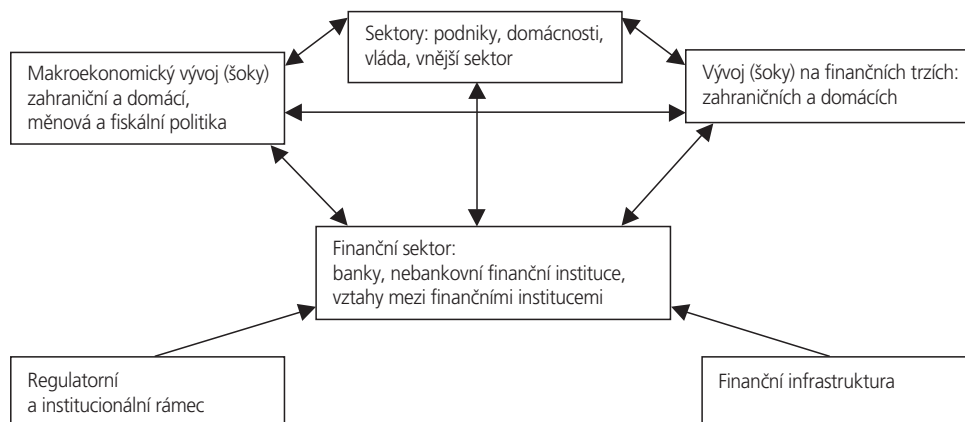 Sektory: podniky, domácnosti,
vláda, vnější sektor
Makroekonomický vývoj (šoky)
zahraniční a domácí,
měnová a fiskální politika
Vývoj (šoky) na finančních trzích:
zahraničních a domácích
Finanční sektor:
banky, nebankovní finanční instituce,
vztahy mezi finančními institucemi
Regulatorní
a institucionální rámec
Finanční infrastruktura